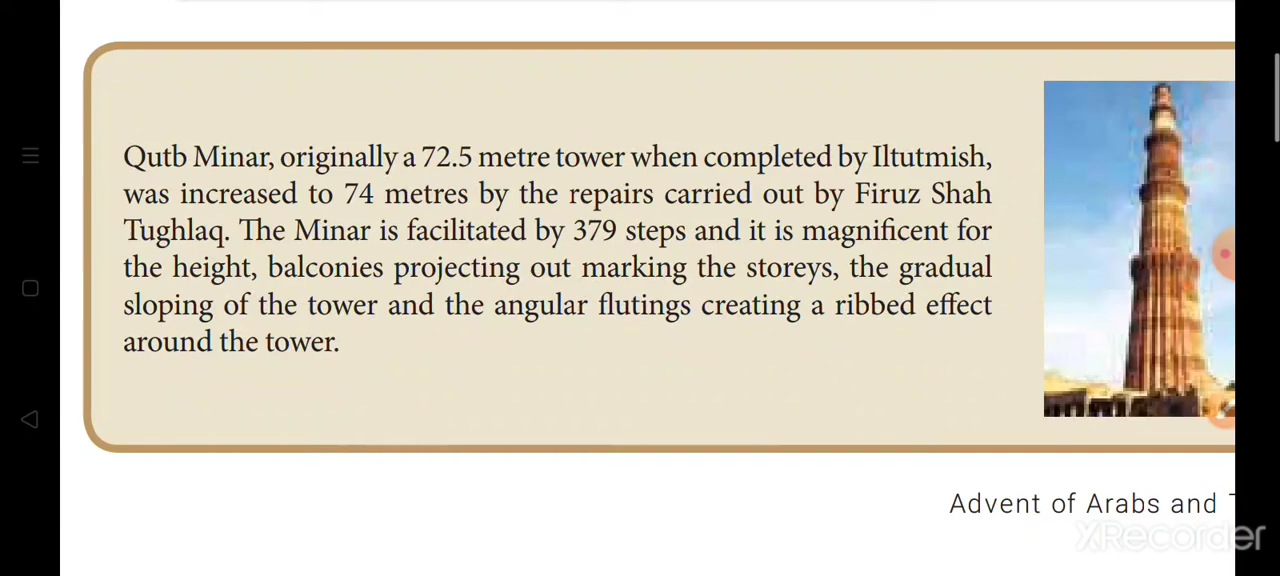 Qutb Minar, originally a 72.5 metre tower when completed by Iltutmish,
was increased to 74 metres by the repairs carried out by Firuz Shah
Tughlaq. The Minar is facilitated by 379 steps and it is magnificent for
the height, balconies projecting out marking the storeys, the gradual
sloping of the tower and the angular flutings creating a ribbed effect
around the tower.
Advent of Arabs and
XRecorder